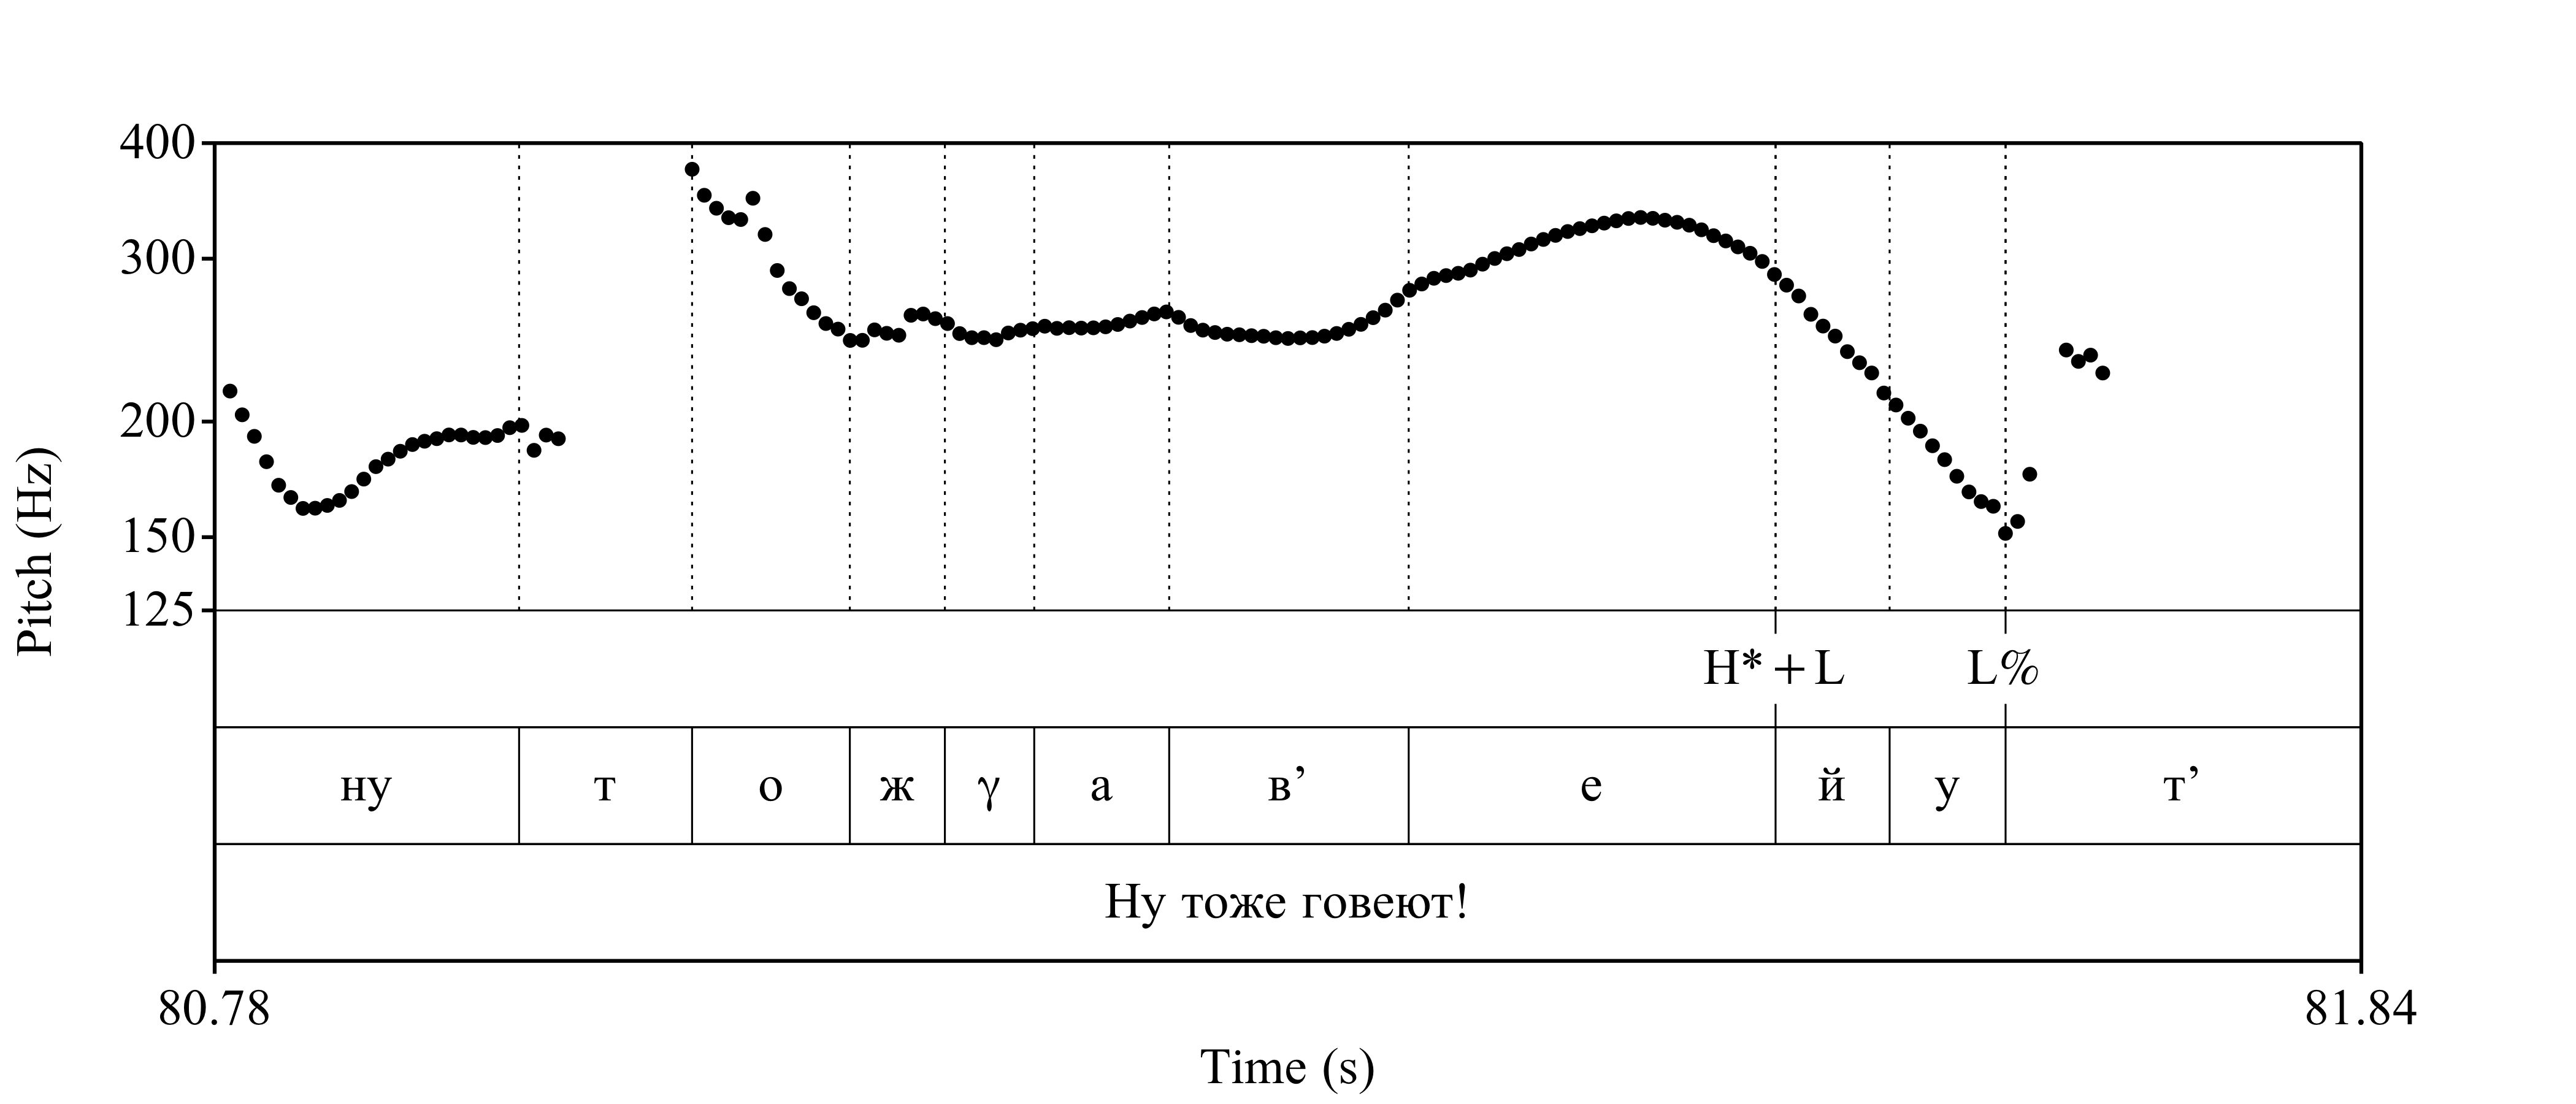 400
300
200
150
125
Pitch (Hz)
H*+L L%
ну т о ж γ а в’ е й у т’
Ну тоже говеют!
80.78 81.84
Time (s)